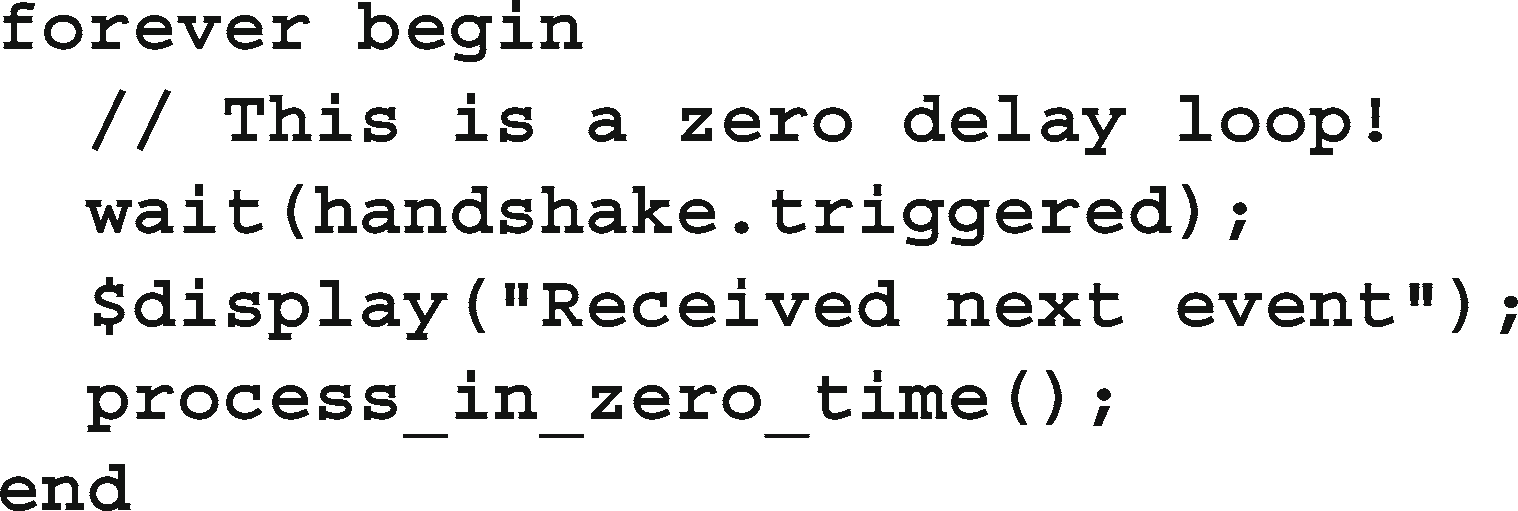 forever begin
  // This is a zero delay loop!
  wait(handshake.triggered);
  $display("Received next event");
  process_in_zero_time();
end